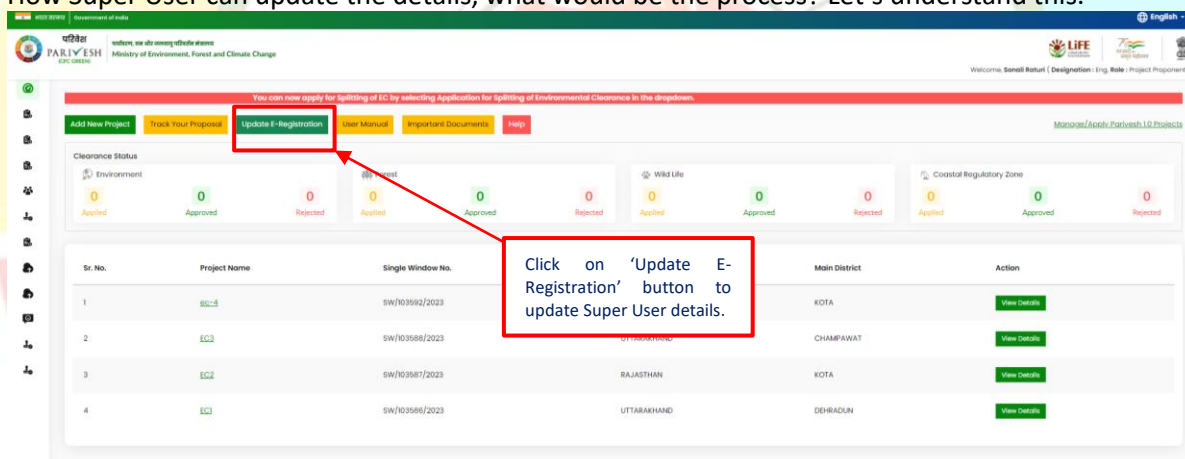 How Super User can update the details, what would be the process? Let's understand this.
भारत सरकार Government of India
English
परिवेश
PARIVESH
(CPC GREEN)
पर्यावरण, वन और जलवायु परिवर्तन मंत्रालय
Ministry of Environment, Forest and Climate Change
LiFE
Welcome, Sonali Raturi ( Designation : Eng, Role : Project Proponent
You can now apply for Splitting of EC by selecting Application for Splitting of Environmental Clearance in the dropdown.
Add New Project Track Your Proposal Update E-Registration User Manual Important Documents Help Manage/Apply Parivesh 1.0 Projects
Clearance Status
Environment Forest Wild Life Coastal Regulatory Zone
0 0 0 0 0 0 0 0 0 0 0 0
Applied Approved Rejected Applied Approved Rejected Applied Approved Rejected Applied Approved Rejected
Sr. No. Project Name Single Window No. Main District Action
Click on 'Update E-
Registration' button to
update Super User details.
1 ec-4 SW/103592/2023 KOTA View Details
2 EC3 SW/103588/2023 UTTARAKHAND CHAMPAWAT View Details
3 EC2 SW/103587/2023 RAJASTHAN KOTA View Details
4 EC1 SW/103586/2023 UTTARAKHAND DEHRADUN View Details